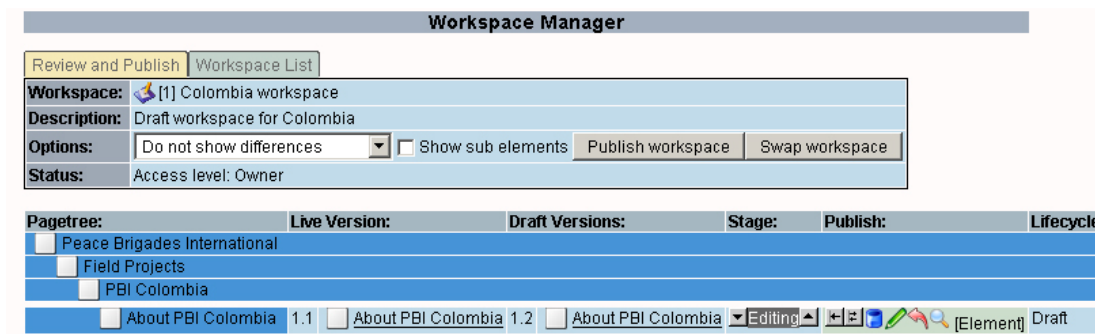 Workspace Manager
Review and Publish Workspace List
Workspace: [1] Colombia workspace
Description: Draft workspace for Colombia
Options: Do not show differences Show sub elements Publish workspace Swap workspace
Status: Access level: Owner
Pagetree: Live Version: Draft Versions: Stage: Publish: Lifecycle
Peace Brigades International
Field Projects
PBI Colombia
About PBI Colombia 1.1 About PBI Colombia 1.2 About PBI Colombia Editing [Element] Draft